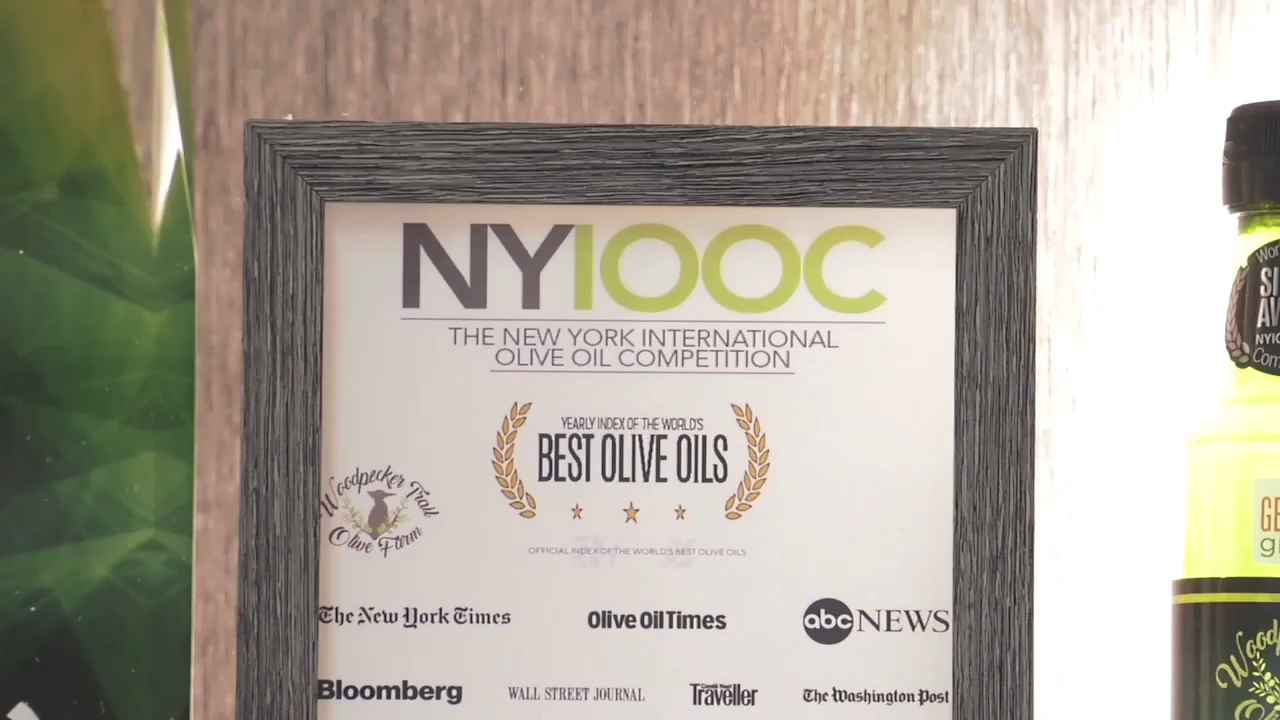 NYIOOC
THE NEW YORK INTERNATIONAL
OLIVE OIL COMPETITION
YEARLY INDEX OF THE WORLD'S
BEST OLIVE OILS
Woodpecker Trail
Olive Farm
OFFICIAL INDEX OF THE WORLD'S BEST OLIVE OILS
The New York Times
Olive Oil Times
abc NEWS
Bloomberg
WALL STREET JOURNAL
Condé Nast
Traveller
The Washington Post